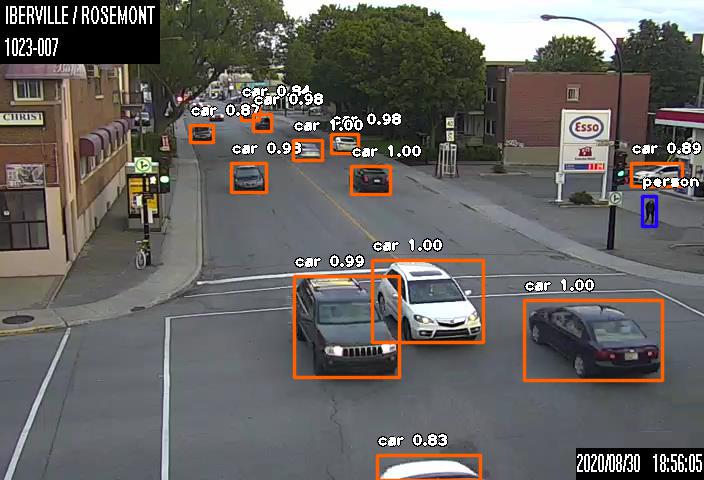 IBERVILLE / ROSEMONT
1023-007
CHRIST
car 0.84
car 0.87
car 0.98
car 0.98
car 1.00
car 0.93
car 1.00
car 0.89
person
Esso
car 1.00
car 0.99
car 1.00
car 0.83
2020/08/30 18:56:05